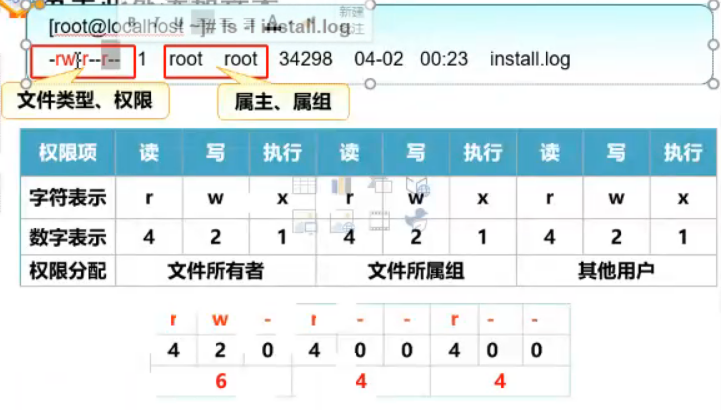 [root@localhost ~]# ls -l install.log
-rw-r--r-- 1 root root 34298 04-02 00:23 install.log
文件类型、权限 属主、属组
权限项 读 写 执行 读 写 执行 读 写 执行
字符表示 r w x r w x r w x
数字表示 4 2 1 4 2 1 4 2 1
权限分配 文件所有者 文件所属组 其他用户
r w - r - - r - -
4 2 0 4 0 0 4 0 0
6 4 4